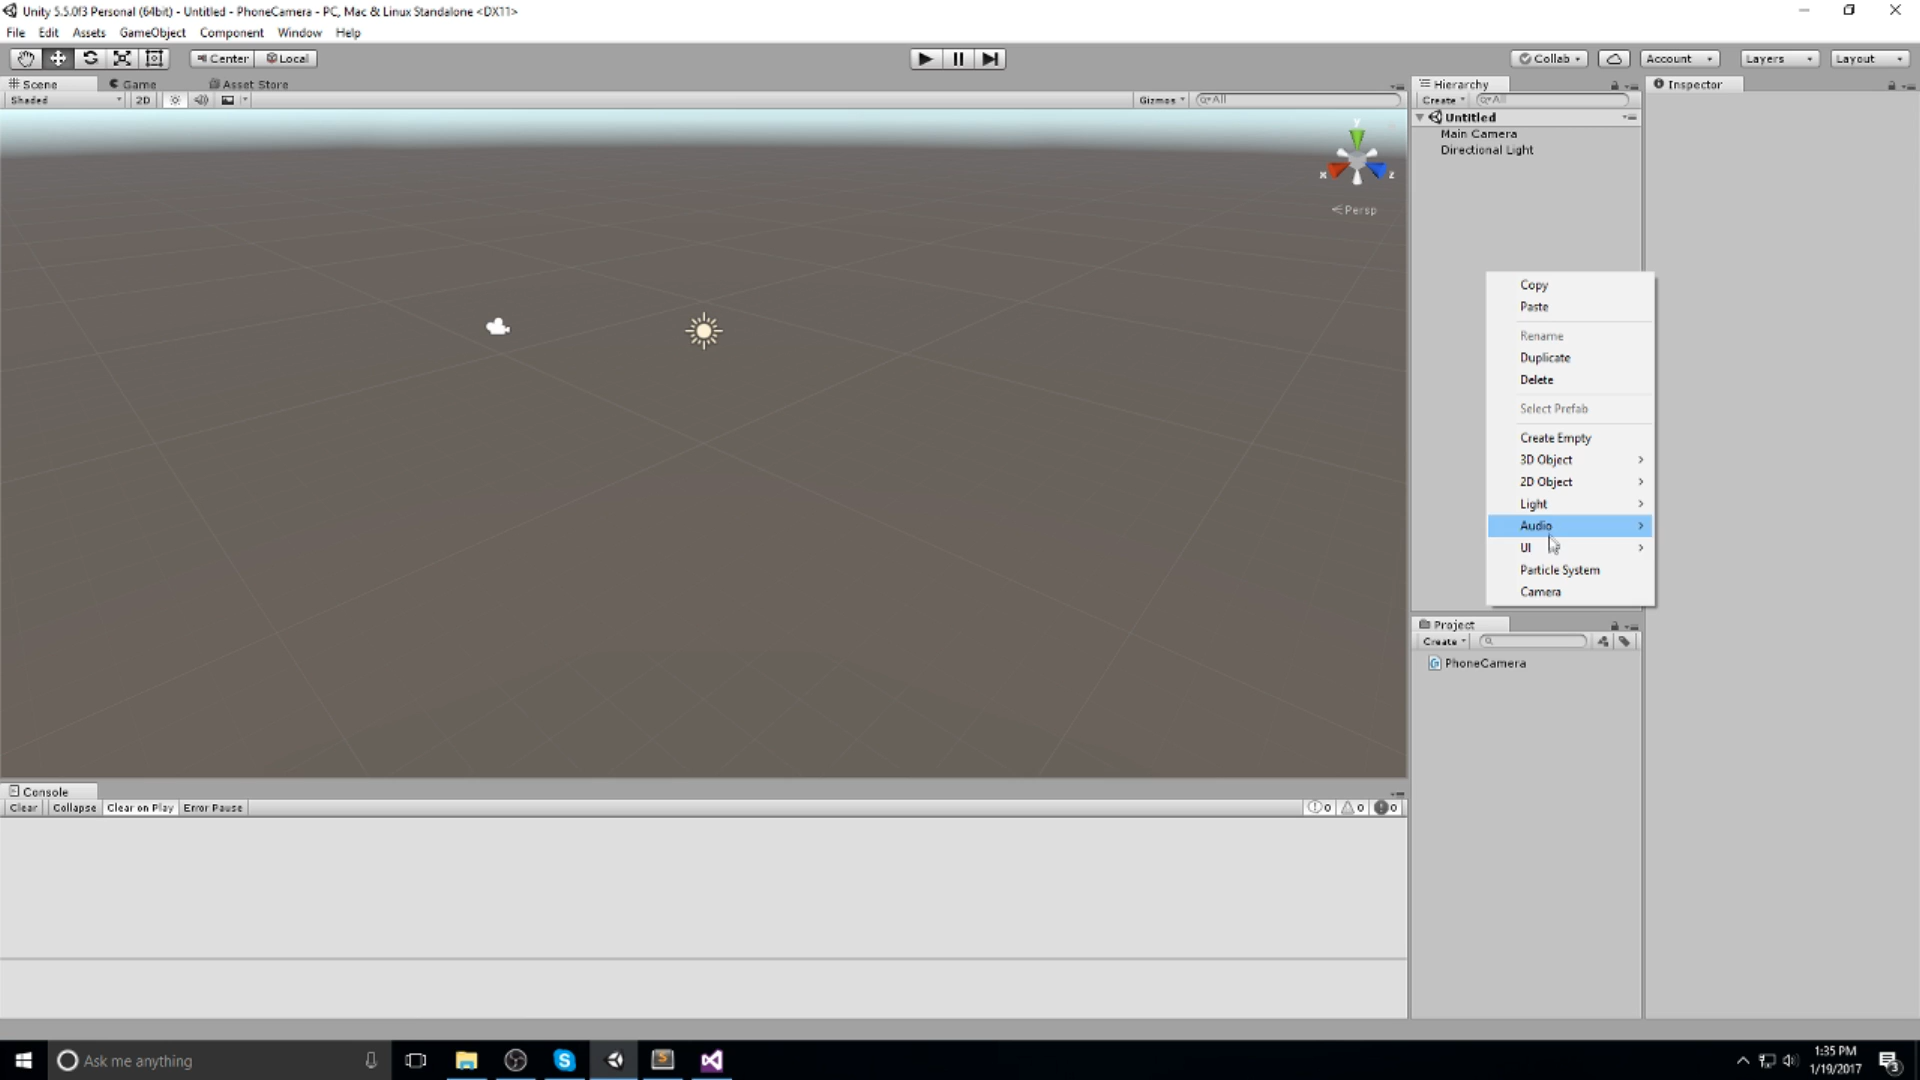 Unity 5.5.0f3 Personal (64bit) - Untitled - PhoneCamera - PC, Mac & Linux Standalone <DX11>
File Edit Assets GameObject Component Window Help
Center Local Collab Account Layers Layout
Scene Game Asset Store Hierarchy Inspector
Shaded 2D Gizmos All Create All
Untitled
Main Camera
Directional Light
y
x z
Persp
Copy
Paste
Rename
Duplicate
Delete
Select Prefab
Create Empty
3D Object
2D Object
Light
Audio
UI
Particle System
Camera
Project
Create
PhoneCamera
Console
Clear Collapse Clear on Play Error Pause 0 0 0
Ask me anything
1:35 PM
1/19/2017
3